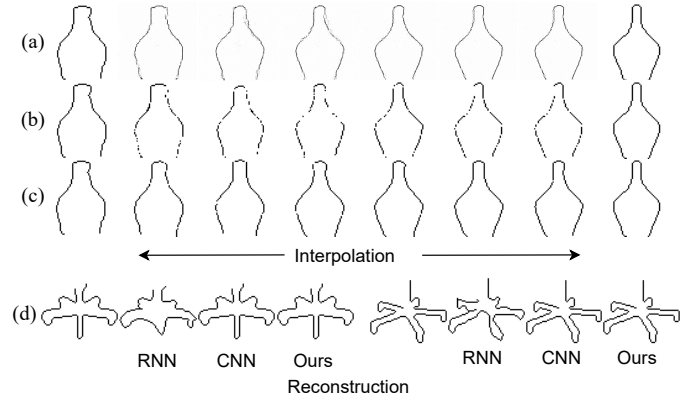 (a)
(b)
(c)
Interpolation
(d)
RNN CNN Ours RNN CNN Ours
Reconstruction